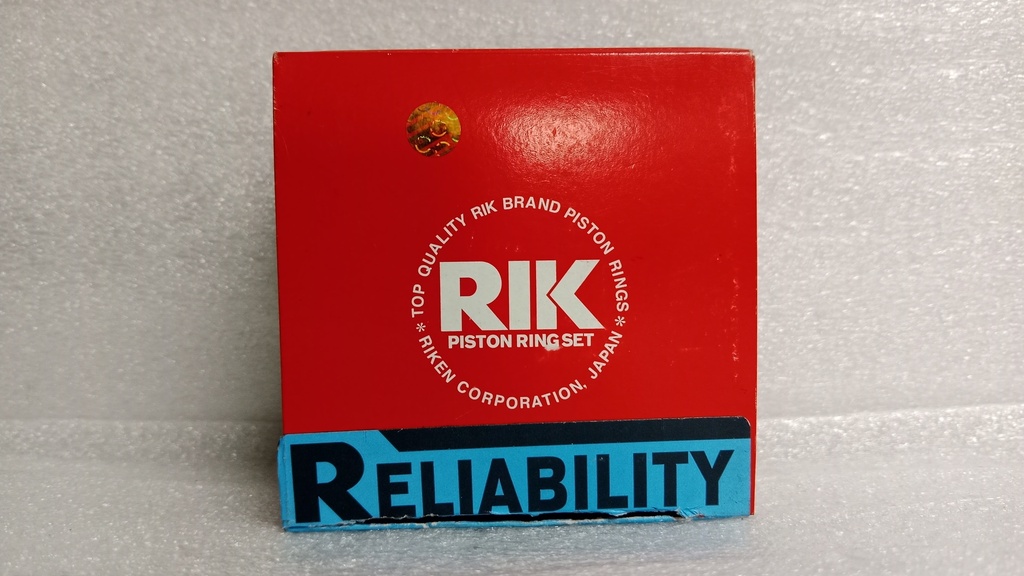 * TOP QUALITY RIK BRAND PISTON RINGS *
RIK
PISTON RING SET
RIKEN CORPORATION, JAPAN
RELIABILITY